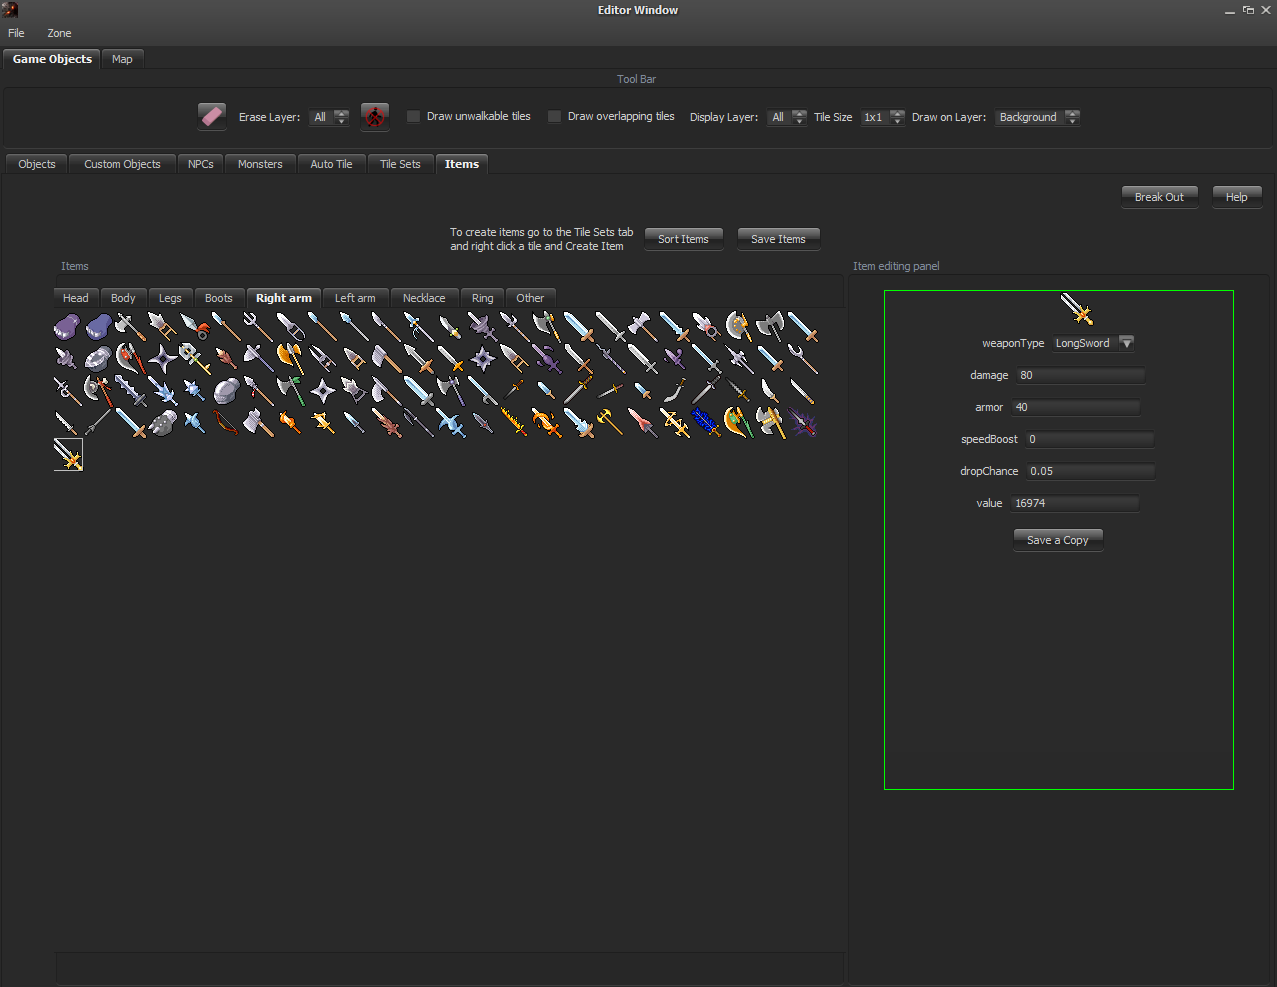 Editor Window
File Zone
Game Objects Map
Tool Bar
Erase Layer: All Draw unwalkable tiles Draw overlapping tiles Display Layer: All Tile Size 1x1 Draw on Layer: Background
Objects Custom Objects NPCs Monsters Auto Tile Tile Sets Items
Break Out Help
To create items go to the Tile Sets tab
and right click a tile and Create Item
Sort Items Save Items
Items
Item editing panel
Head Body Legs Boots Right arm Left arm Necklace Ring Other
weaponType LongSword
damage 80
armor 40
speedBoost 0
dropChance 0.05
value 16974
Save a Copy